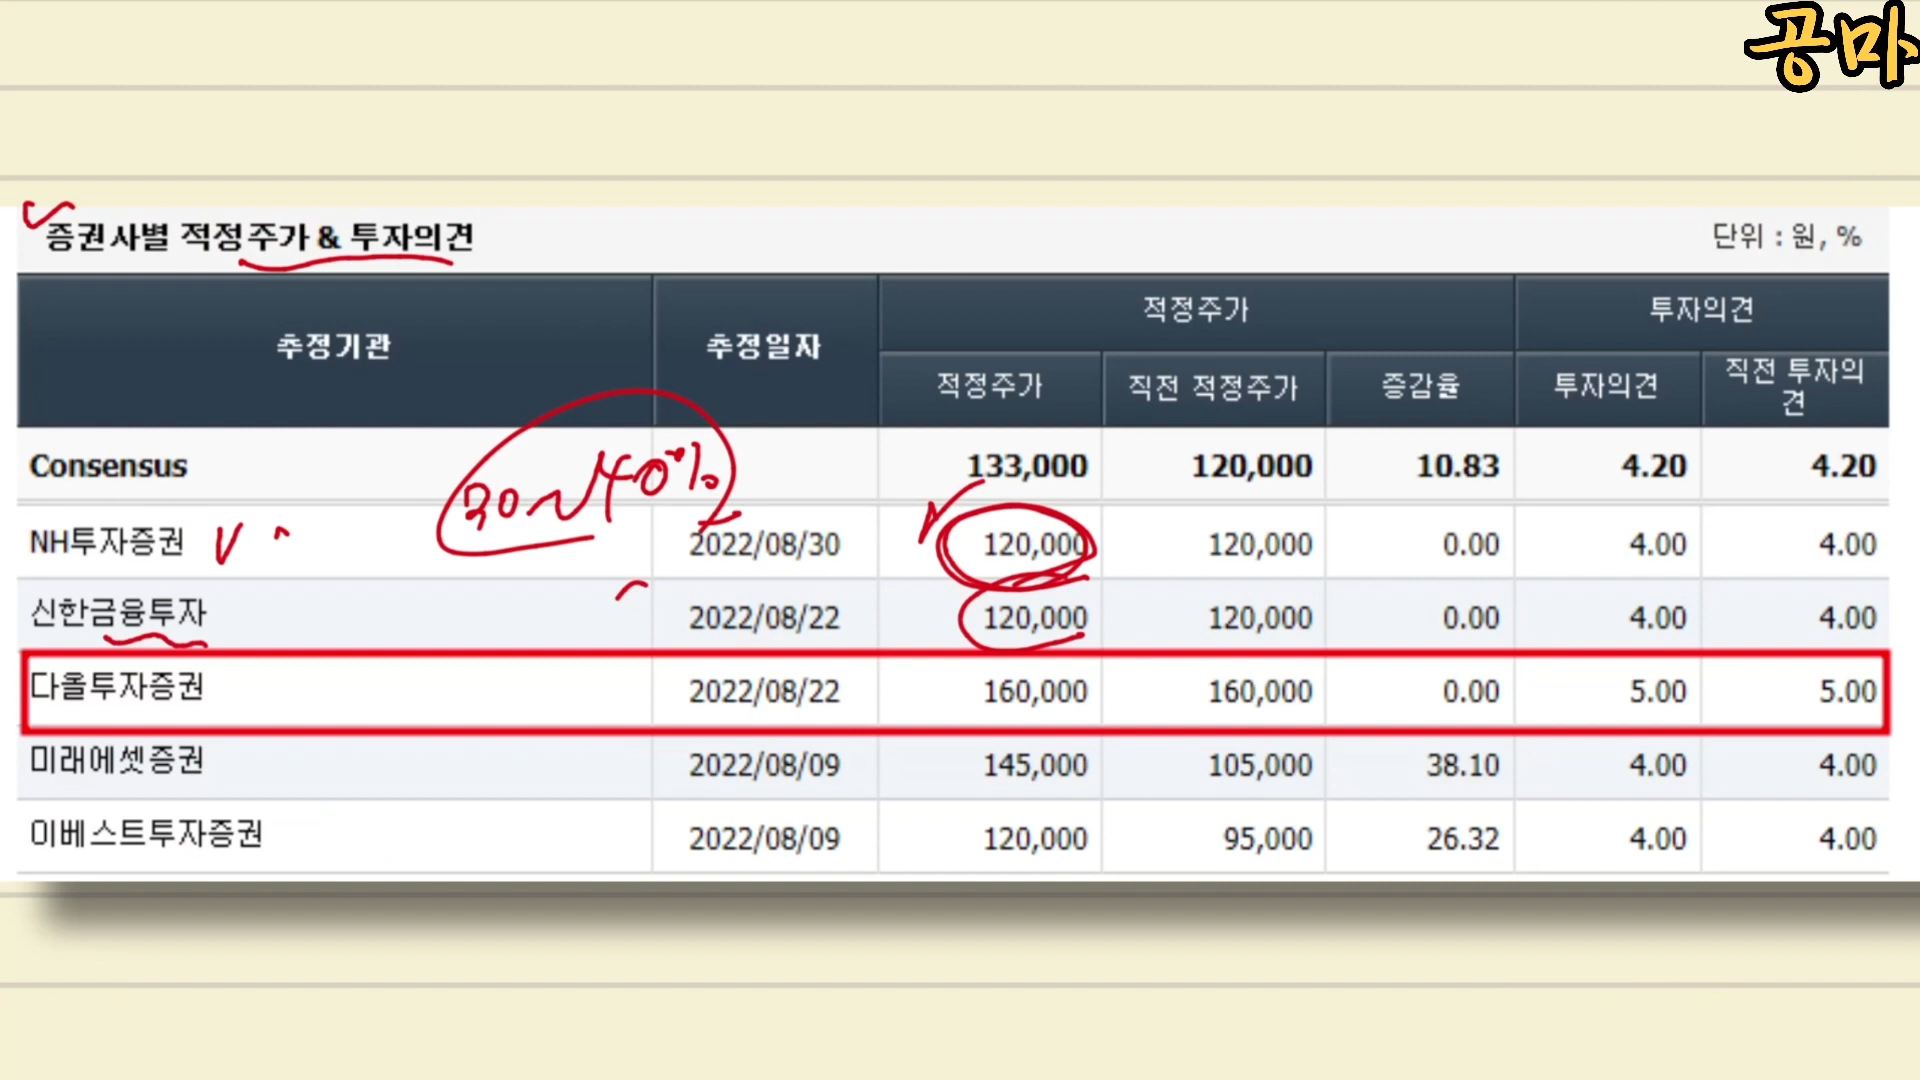 공마
증권사별 적정주가 & 투자의견
단위 : 원, %
추정기관 추정일자 적정주가 투자의견
적정주가 직전 적정주가 증감율 투자의견 직전 투자의
견
Consensus 133,000 120,000 10.83 4.20 4.20
30~40%
NH투자증권 2022/08/30 120,000 120,000 0.00 4.00 4.00
신한금융투자 2022/08/22 120,000 120,000 0.00 4.00 4.00
다올투자증권 2022/08/22 160,000 160,000 0.00 5.00 5.00
미래에셋증권 2022/08/09 145,000 105,000 38.10 4.00 4.00
이베스트투자증권 2022/08/09 120,000 95,000 26.32 4.00 4.00